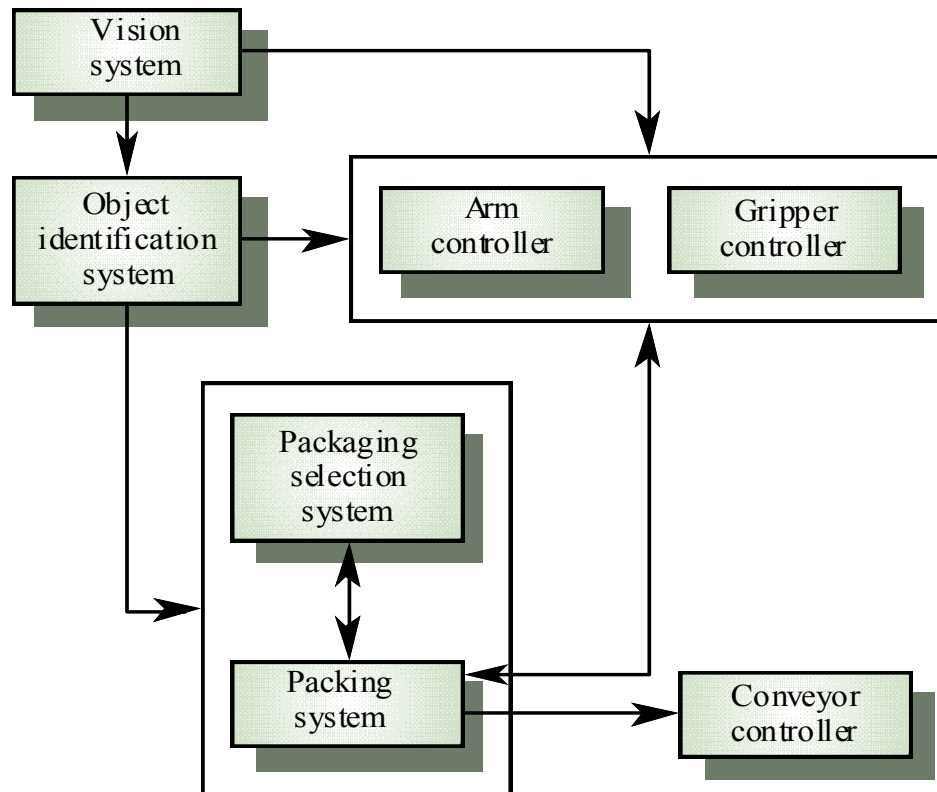 Vision
system
Object
identification
system
Arm
controller
Gripper
controller
Packaging
selection
system
Packing
system
Conveyor
controller